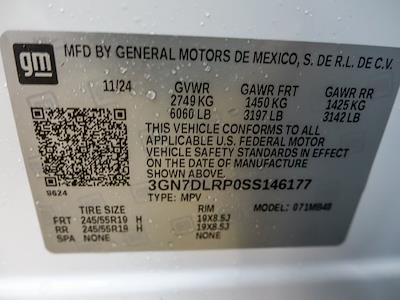 gm
MFD BY GENERAL MOTORS DE MEXICO, S. DE R.L. DE C.V.
11/24 GVWR GAWR FRT GAWR RR
2749 KG 1450 KG 1425 KG
6060 LB 3197 LB 3142 LB
THIS VEHICLE CONFORMS TO ALL
APPLICABLE U.S. FEDERAL MOTOR
VEHICLE SAFETY STANDARDS IN EFFECT
ON THE DATE OF MANUFACTURE
SHOWN ABOVE.
3GN7DLRP0SS146177
9624 TYPE: MPV MODEL: 071MB48
TIRE SIZE RIM
FRT 245/55R19 H 19X8.5J
RR 245/55R19 H 19X8.5J
SPA NONE NONE